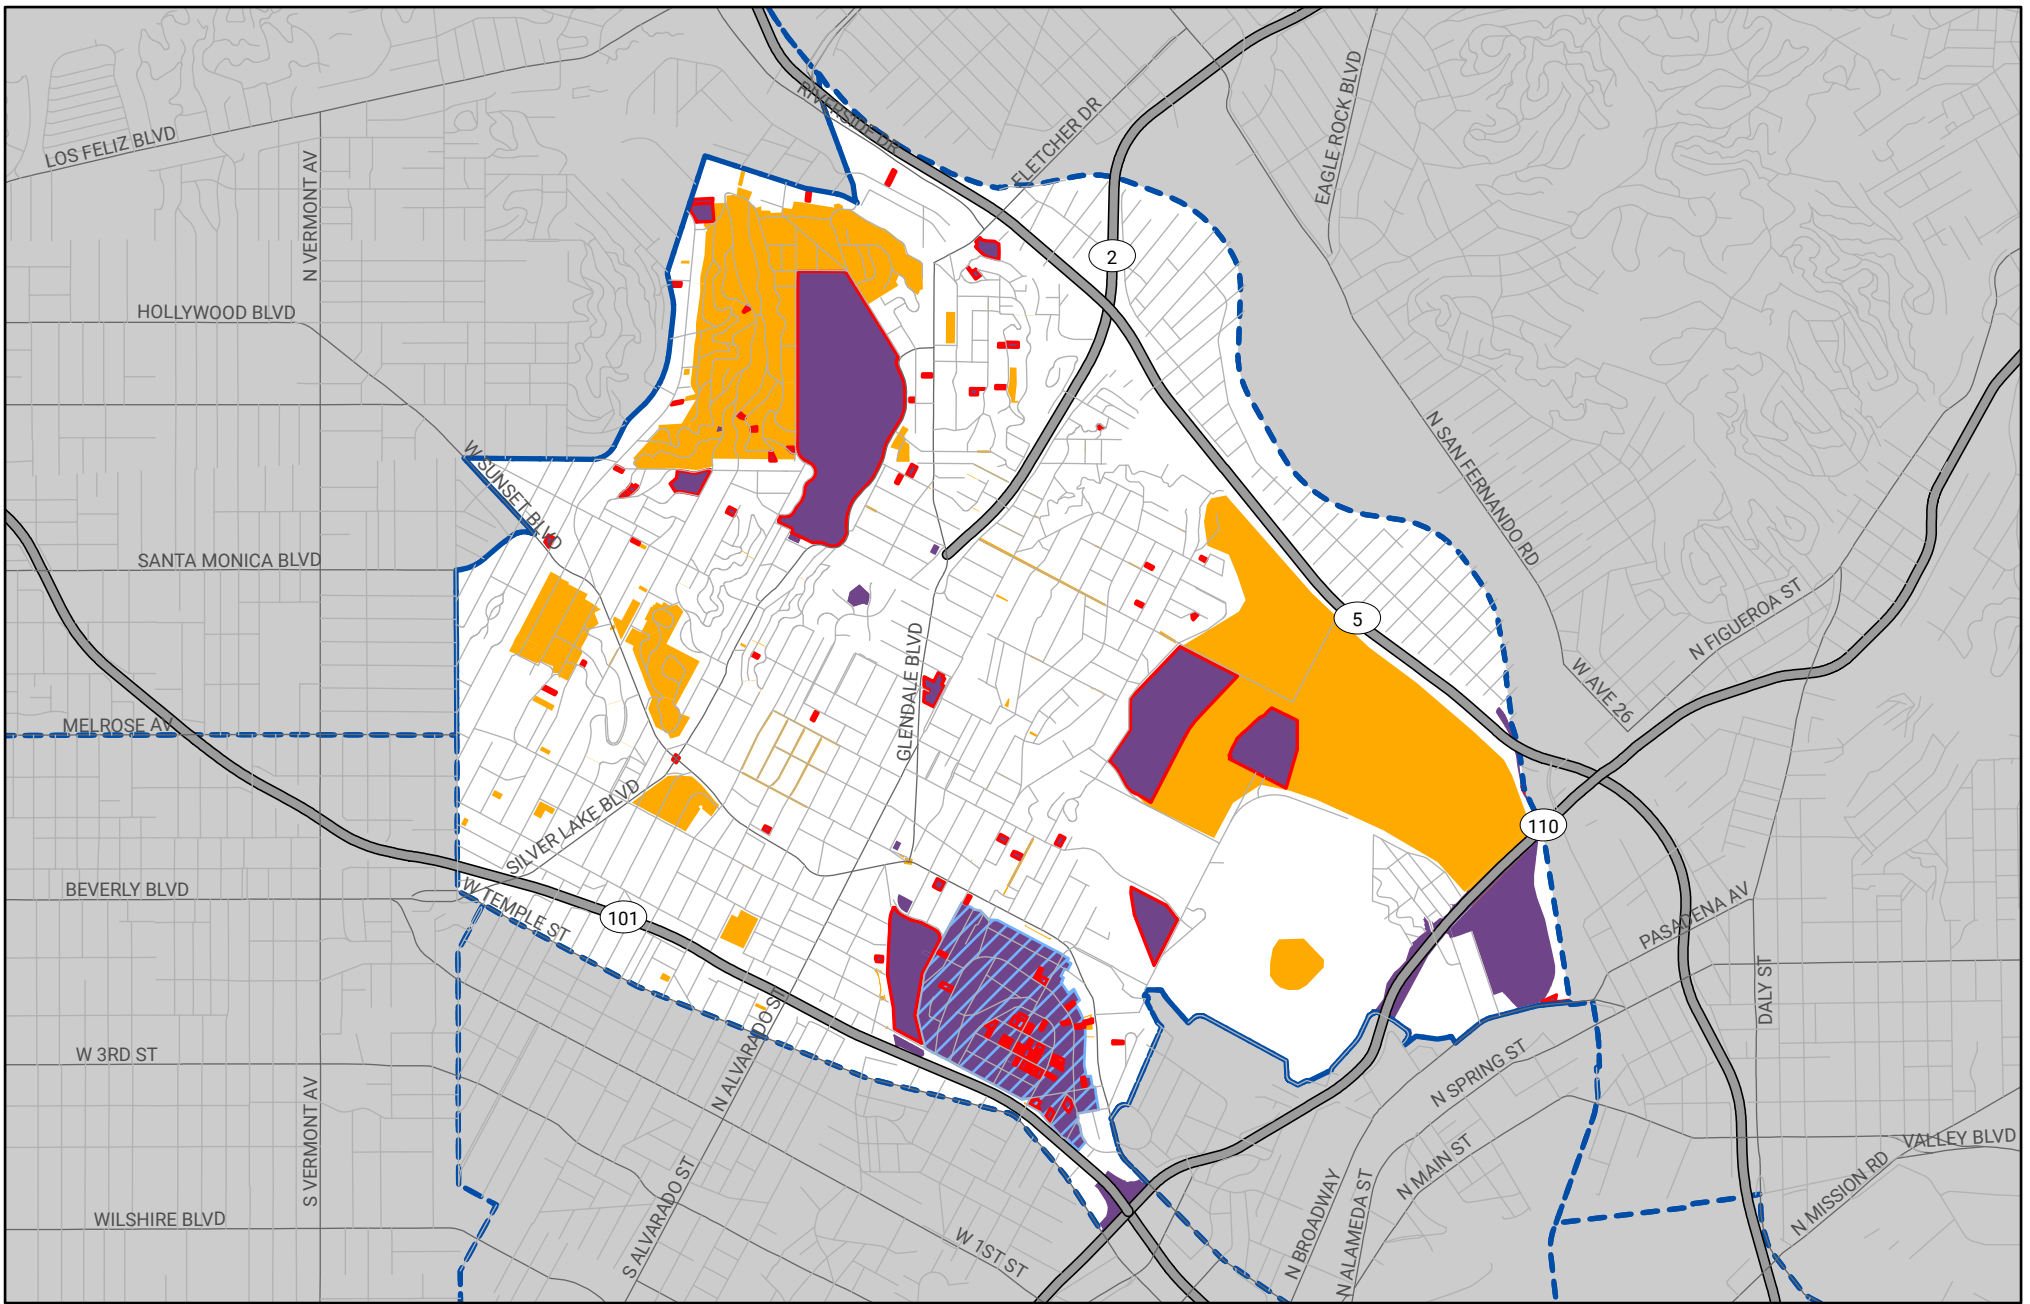 RIVERSIDE DR
FLETCHER DR
EAGLE ROCK BLVD
LOS FELIZ BLVD
N VERMONT AV
2
HOLLYWOOD BLVD
W SUNSET BLVD
N SAN FERNANDO RD
SANTA MONICA BLVD
5
N FIGUEROA ST
GLENDALE BLVD
W AVE 26
MELROSE AV
SILVER LAKE BLVD
110
BEVERLY BLVD
W TEMPLE ST
101
PASADENA AV
DALY ST
W 3RD ST
N ALVARADO ST
N SPRING ST
S VERMONT AV
N MAIN ST
VALLEY BLVD
N MISSION RD
WILSHIRE BLVD
S ALVARADO ST
W 1ST ST
N BROADWAY
N ALAMEDA ST